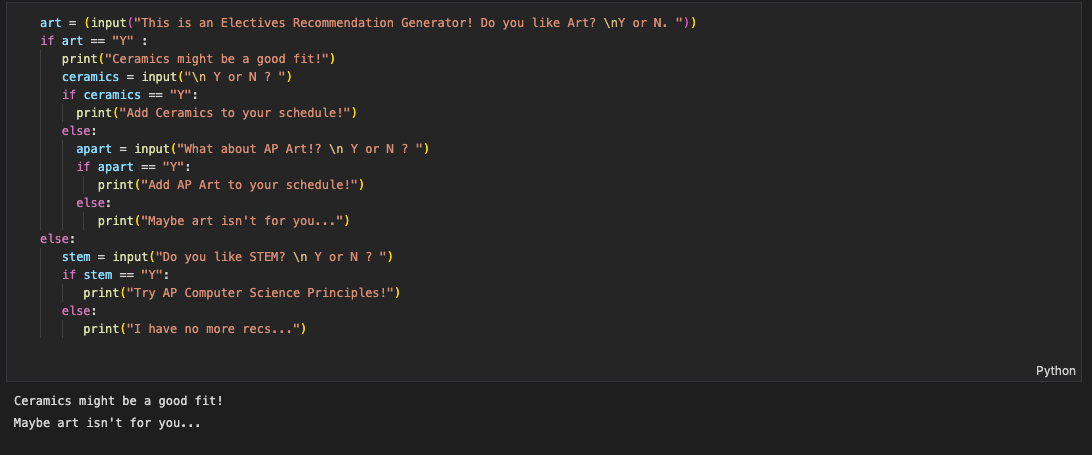 art = (input("This is an Electives Recommendation Generator! Do you like Art? \nY or N. "))
if art == "Y" :
   print("Ceramics might be a good fit!")
   ceramics = input("\n Y or N ? ")
   if ceramics == "Y":
     print("Add Ceramics to your schedule!")
   else:
     apart = input("What about AP Art!? \n Y or N ? ")
     if apart == "Y":
        print("Add AP Art to your schedule!")
     else:
        print("Maybe art isn't for you...")
else:
   stem = input("Do you like STEM? \n Y or N ? ")
   if stem == "Y":
      print("Try AP Computer Science Principles!")
   else:
      print("I have no more recs...")
Python
Ceramics might be a good fit!
Maybe art isn't for you...